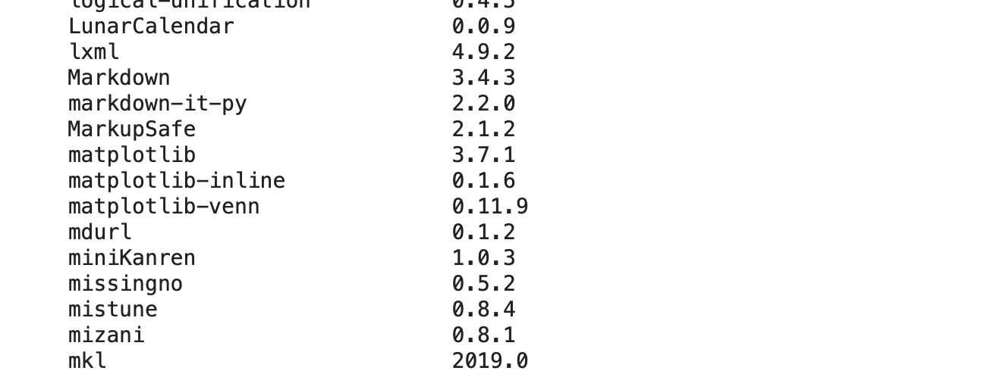 logical-unification 0.4.5
LunarCalendar 0.0.9
lxml 4.9.2
Markdown 3.4.3
markdown-it-py 2.2.0
MarkupSafe 2.1.2
matplotlib 3.7.1
matplotlib-inline 0.1.6
matplotlib-venn 0.11.9
mdurl 0.1.2
miniKanren 1.0.3
missingno 0.5.2
mistune 0.8.4
mizani 0.8.1
mkl 2019.0